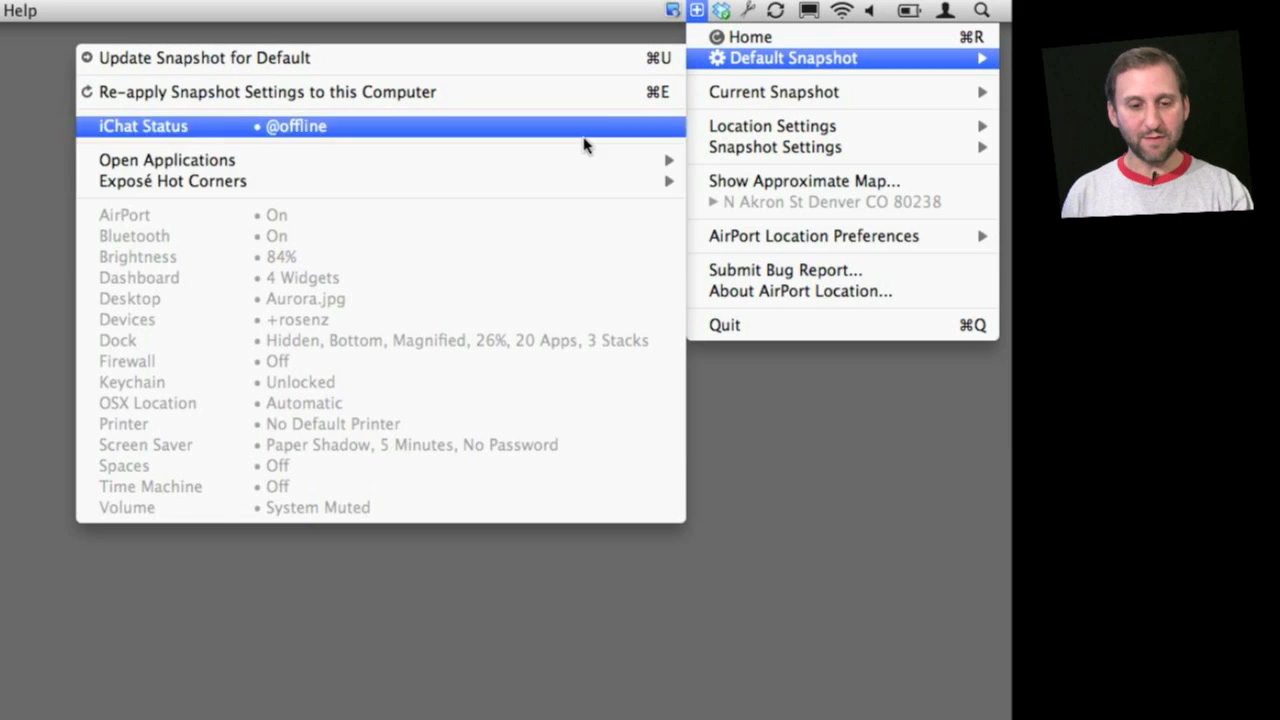 Help
Update Snapshot for Default ⌘U
Re-apply Snapshot Settings to this Computer ⌘E
iChat Status • @offline
Open Applications
Exposé Hot Corners
AirPort • On
Bluetooth • On
Brightness • 84%
Dashboard • 4 Widgets
Desktop • Aurora.jpg
Devices • +rosenz
Dock • Hidden, Bottom, Magnified, 26%, 20 Apps, 3 Stacks
Firewall • Off
Keychain • Unlocked
OSX Location • Automatic
Printer • No Default Printer
Screen Saver • Paper Shadow, 5 Minutes, No Password
Spaces • Off
Time Machine • Off
Volume • System Muted
Home ⌘R
Default Snapshot
Current Snapshot
Location Settings
Snapshot Settings
Show Approximate Map...
N Akron St Denver CO 80238
AirPort Location Preferences
Submit Bug Report...
About AirPort Location...
Quit ⌘Q